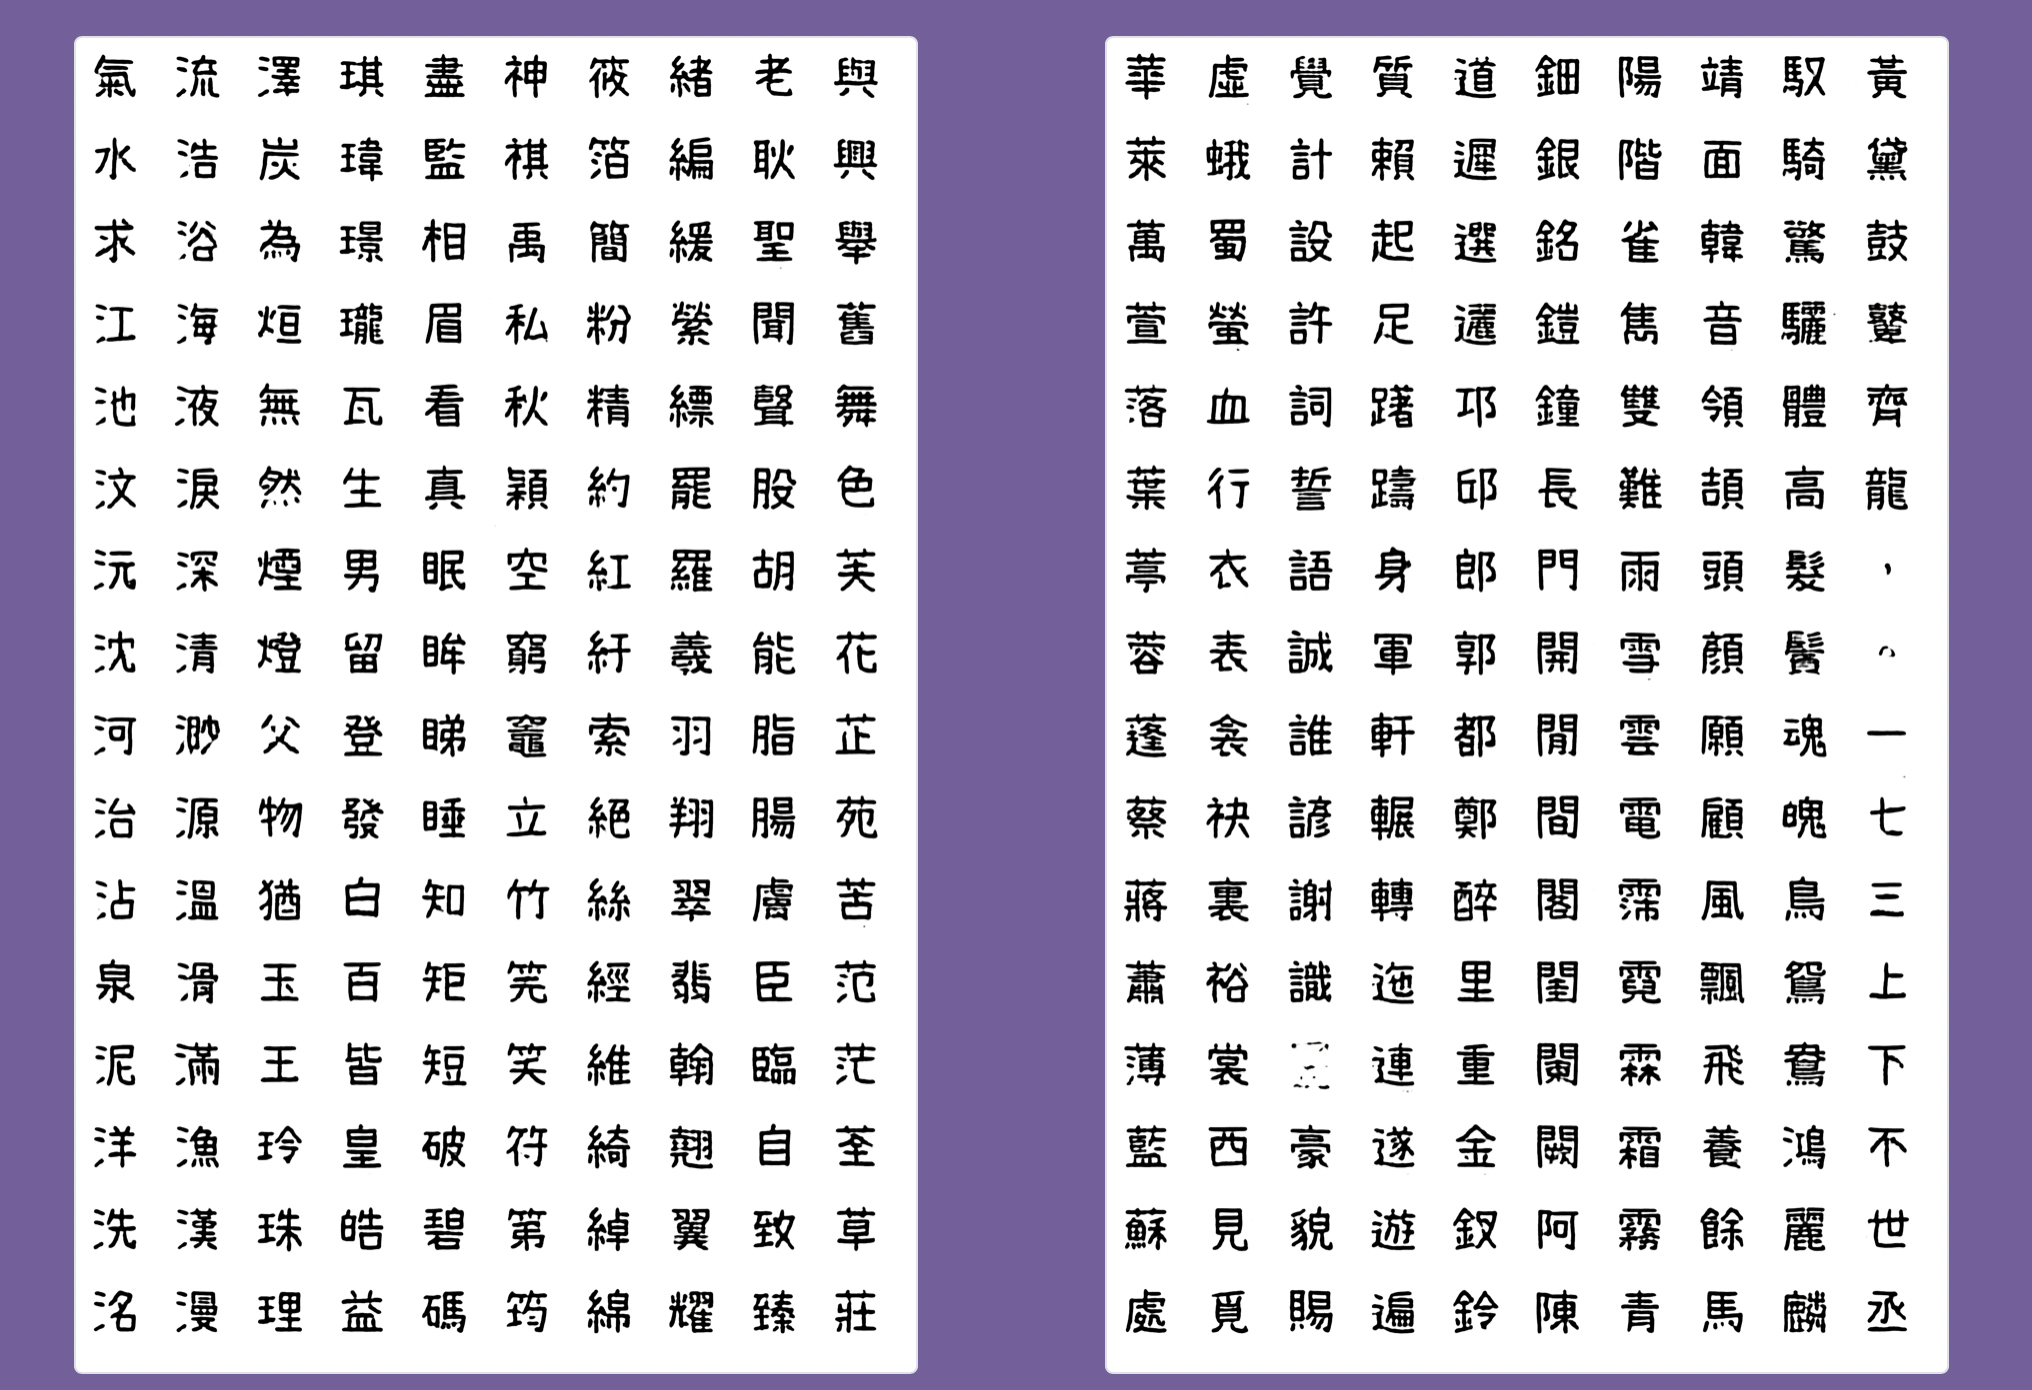 氣水求江池汶沅沈河治沾泉泥洋洗洺
流浩浴海液淚深清渺源溫滑滿漁漢漫
澤炭為烜無然煙燈父物猶玉王玲珠理
琪瑋璟瓏瓦生男留登發白百皆皇皓益
盡監相眉看真眠眸睇睡知矩短破碧碼
神祺禹私秋穎空窮竈立竹笎笑符第筠
筱箔簡粉精約紅紆索絕絲經維綺綽綿
緒編緩縈縹罷羅羲羽翔翠翡翰翹翼耀
老耿聖聞聲股胡能脂腸膚臣臨自致臻
與興舉舊舞色芙花芷苑苦范茫荃草莊
華萊萬萱落葉葶蓉蓬蔡蔣蕭薄藍蘇處
虛蛾蜀螢血行衣表衾袂裏裕裳西見覓
覺計設許詞誓語誠誰諺謝識豪貌賜
質賴起足躇躊身軍軒輾轉迤連遂遊遍
道遲選邐邛邱郎郭都鄭醉里重金釵鈴
鈿銀銘鎧鐘長門開閒間閣閨闌闕阿陳
陽階雀雋雙難雨雪雲電霈霓霖霜霧青
靖面韓音領頡頭顏願顧風飄飛養餘馬
馭騎驚驪體高髮鬢魂魄鳥鴛鴦鴻麗麟
黃黛鼓鼙齊龍，。一七三上下不世丞